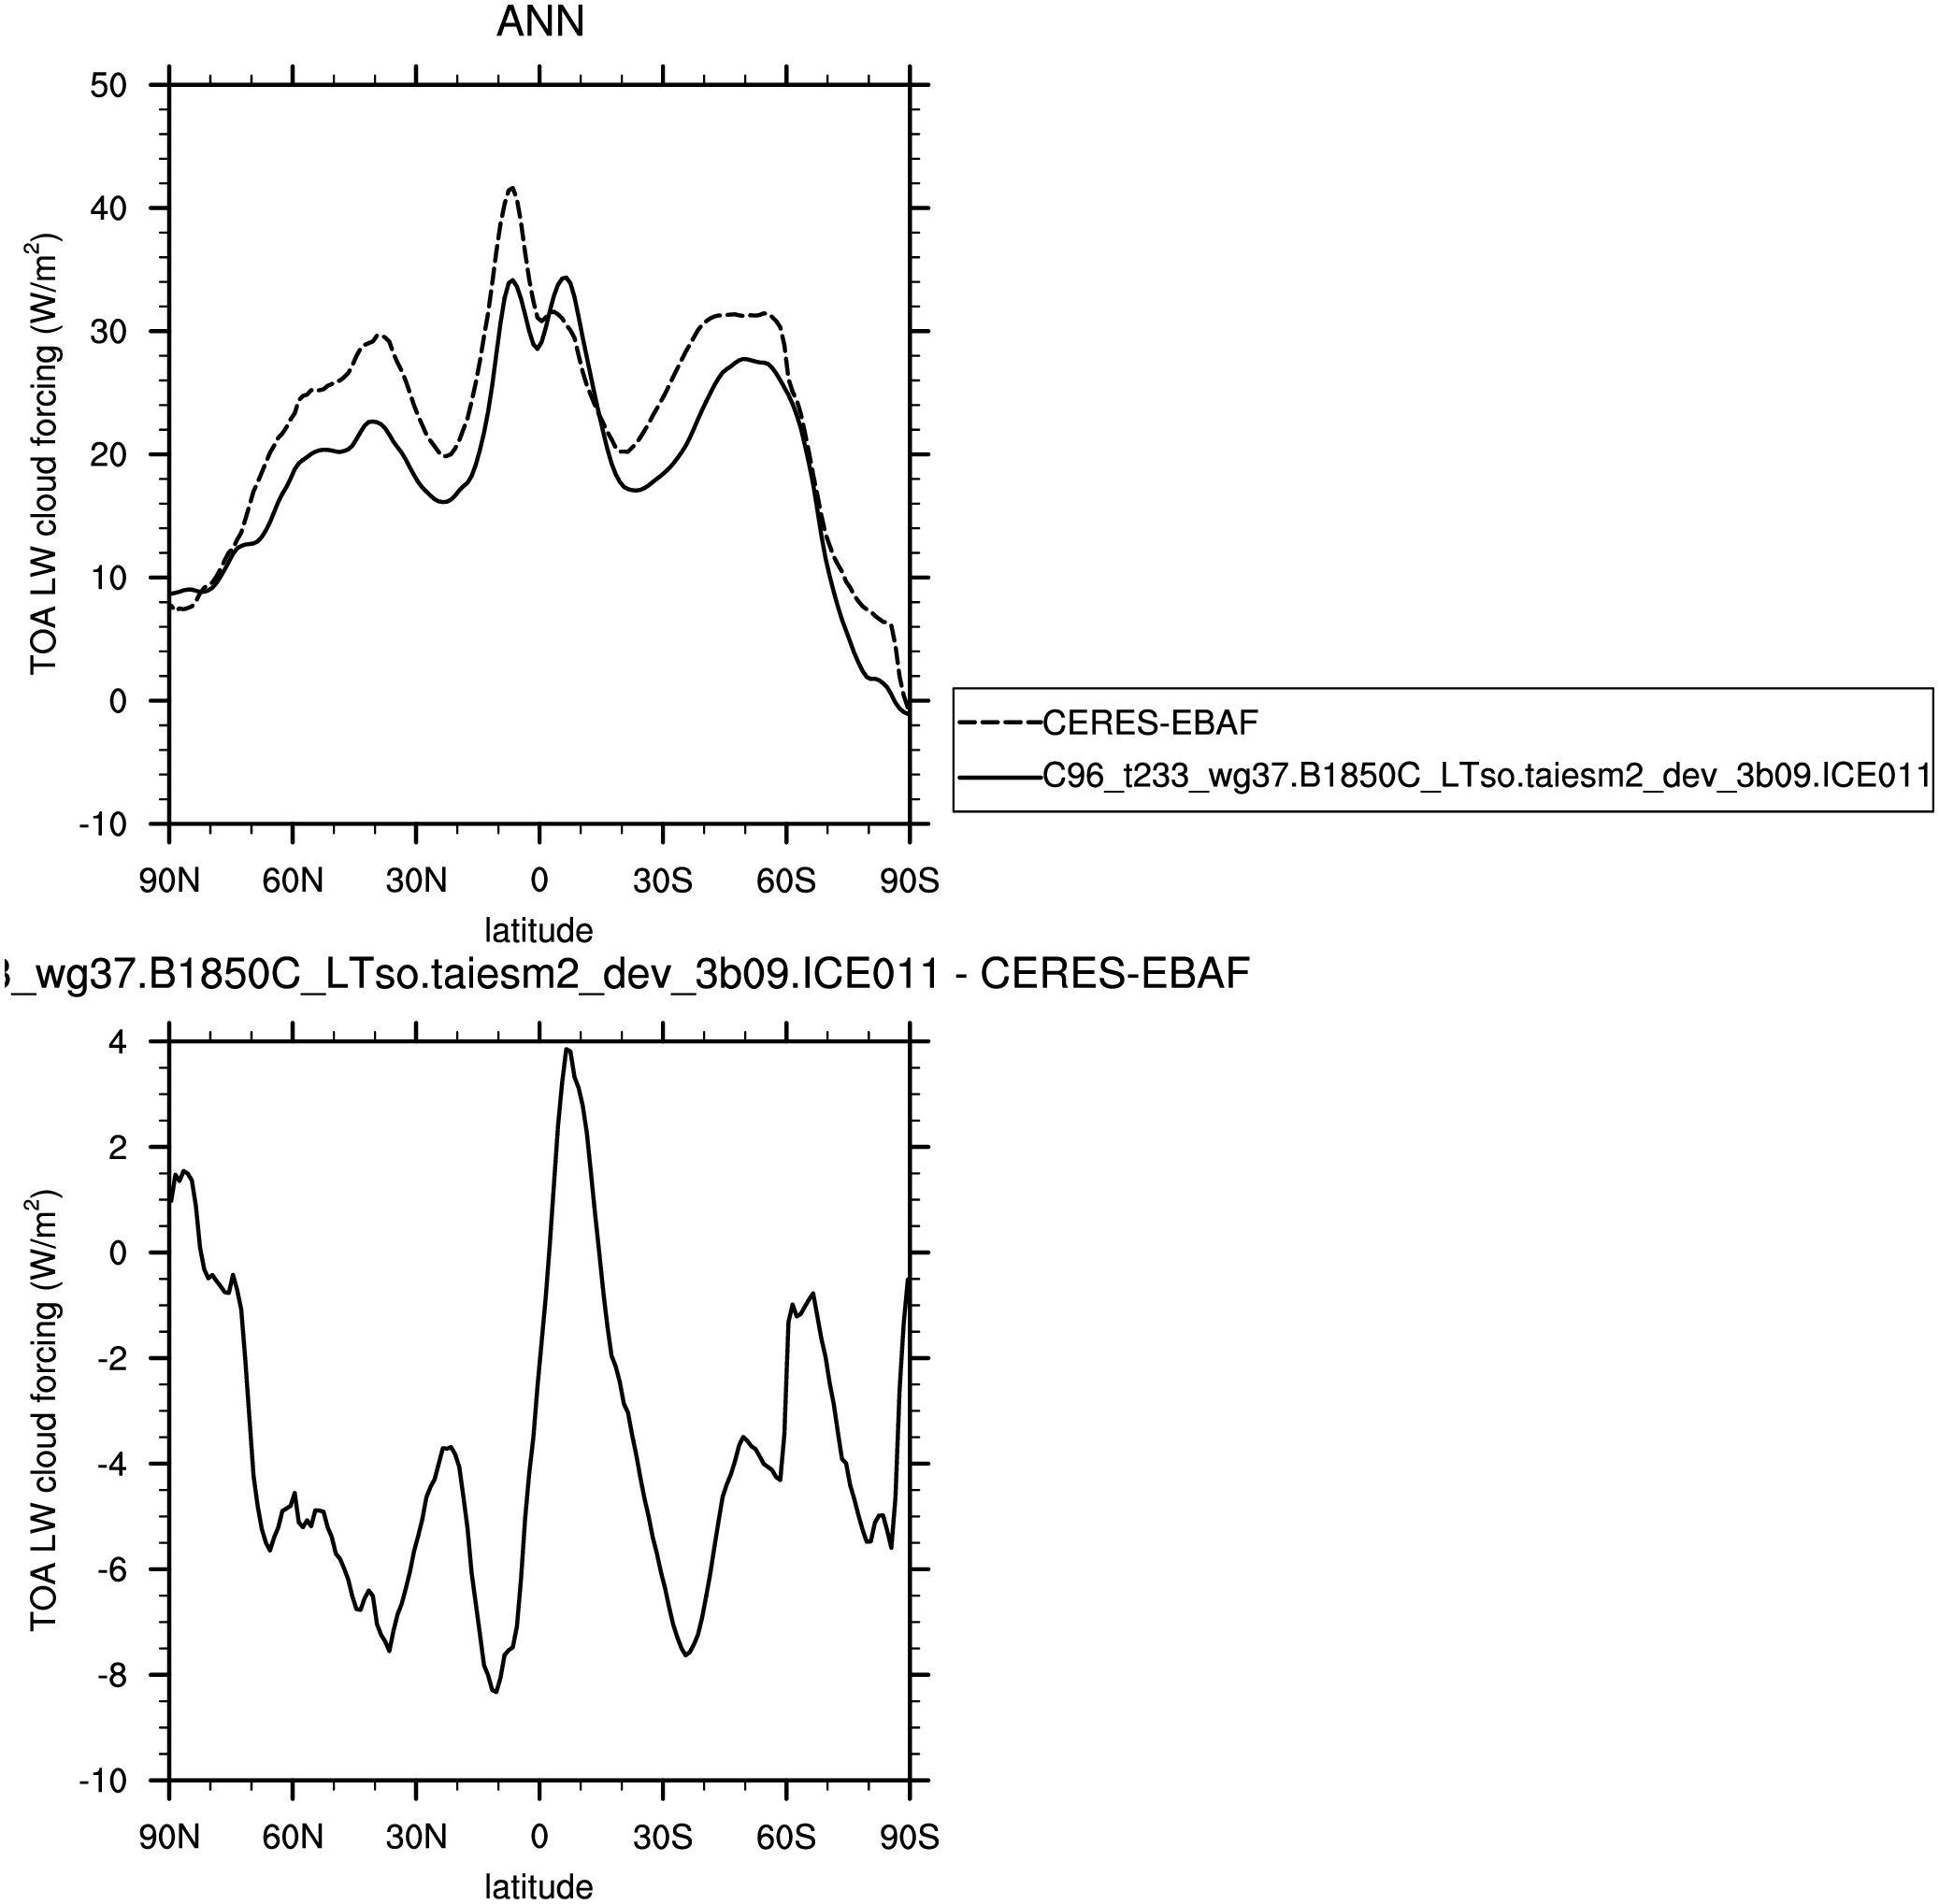 ANN
50
40
30
20
10
0
-10
TOA LW cloud forcing (W/m²)
90N 60N 30N 0 30S 60S 90S
latitude
CERES-EBAF
C96_t233_wg37.B1850C_LTso.taiesm2_dev_3b09.ICE011
_wg37.B1850C_LTso.taiesm2_dev_3b09.ICE011 - CERES-EBAF
4
2
0
-2
-4
-6
-8
-10
TOA LW cloud forcing (W/m²)
90N 60N 30N 0 30S 60S 90S
latitude